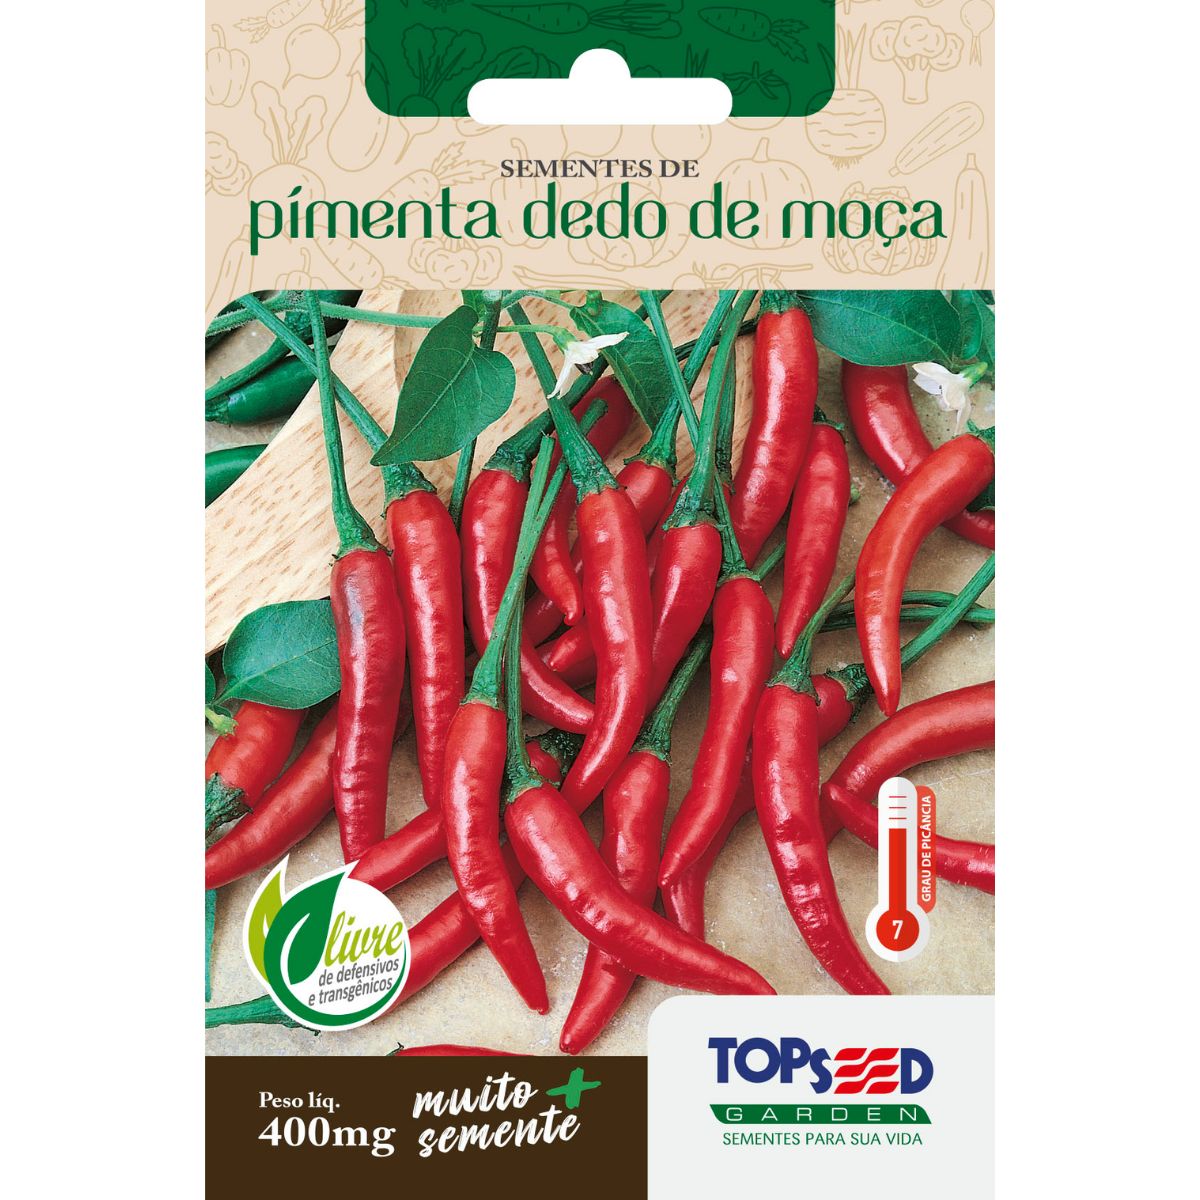 SEMENTES DE
pimenta dedo de moça
GRAU DE PICÂNCIA
7
livre
de defensivos
e transgênicos
Peso líq.
400mg
muito +
semente
TOPSEED
GARDEN
SEMENTES PARA SUA VIDA